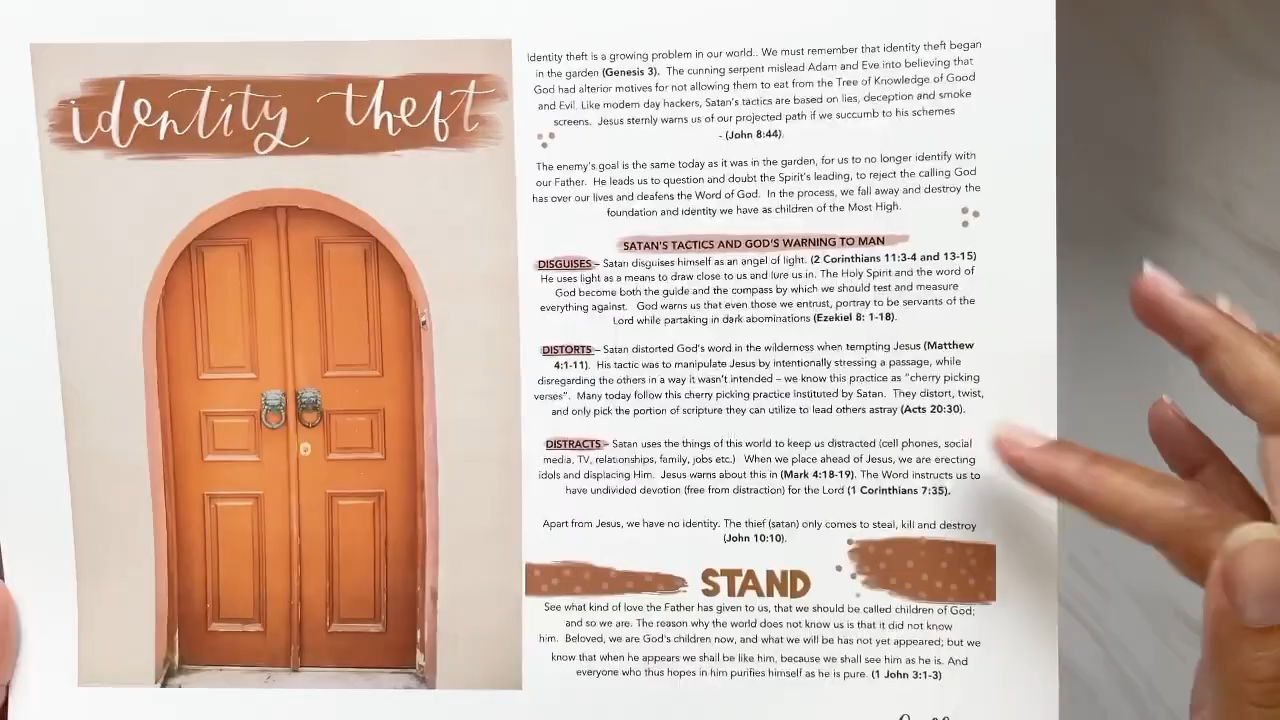 identity theft
Identity theft is a growing problem in our world.. We must remember that identity theft began
in the garden (Genesis 3). The cunning serpent mislead Adam and Eve into believing that
God had alterior motives for not allowing them to eat from the Tree of Knowledge of Good
and Evil. Like modern day hackers, Satan's tactics are based on lies, deception and smoke
screens. Jesus sternly warns us of our projected path if we succumb to his schemes
- (John 8:44).
The enemy's goal is the same today as it was in the garden, for us to no longer identify with
our Father. He leads us to question and doubt the Spirit's leading, to reject the calling God
has over our lives and deafens the Word of God. In the process, we fall away and destroy the
foundation and identity we have as children of the Most High.
SATAN'S TACTICS AND GOD'S WARNING TO MAN
DISGUISES – Satan disguises himself as an angel of light. (2 Corinthians 11:3-4 and 13-15)
He uses light as a means to draw close to us and lure us in. The Holy Spirit and the word of
God become both the guide and the compass by which we should test and measure
everything against. God warns us that even those we entrust, portray to be servants of the
Lord while partaking in dark abominations (Ezekiel 8: 1-18).
DISTORTS – Satan distorted God's word in the wilderness when tempting Jesus (Matthew
4:1-11). His tactic was to manipulate Jesus by intentionally stressing a passage, while
disregarding the others in a way it wasn't intended – we know this practice as "cherry picking
verses". Many today follow this cherry picking practice instituted by Satan. They distort, twist,
and only pick the portion of scripture they can utilize to lead others astray (Acts 20:30).
DISTRACTS – Satan uses the things of this world to keep us distracted (cell phones, social
media, TV, relationships, family, jobs etc.) When we place ahead of Jesus, we are erecting
idols and displacing Him. Jesus warns about this in (Mark 4:18-19). The Word instructs us to
have undivided devotion (free from distraction) for the Lord (1 Corinthians 7:35).
Apart from Jesus, we have no identity. The thief (satan) only comes to steal, kill and destroy
(John 10:10).
STAND
See what kind of love the Father has given to us, that we should be called children of God;
and so we are. The reason why the world does not know us is that it did not know
him. Beloved, we are God's children now, and what we will be has not yet appeared; but we
know that when he appears we shall be like him, because we shall see him as he is. And
everyone who thus hopes in him purifies himself as he is pure. (1 John 3:1-3)